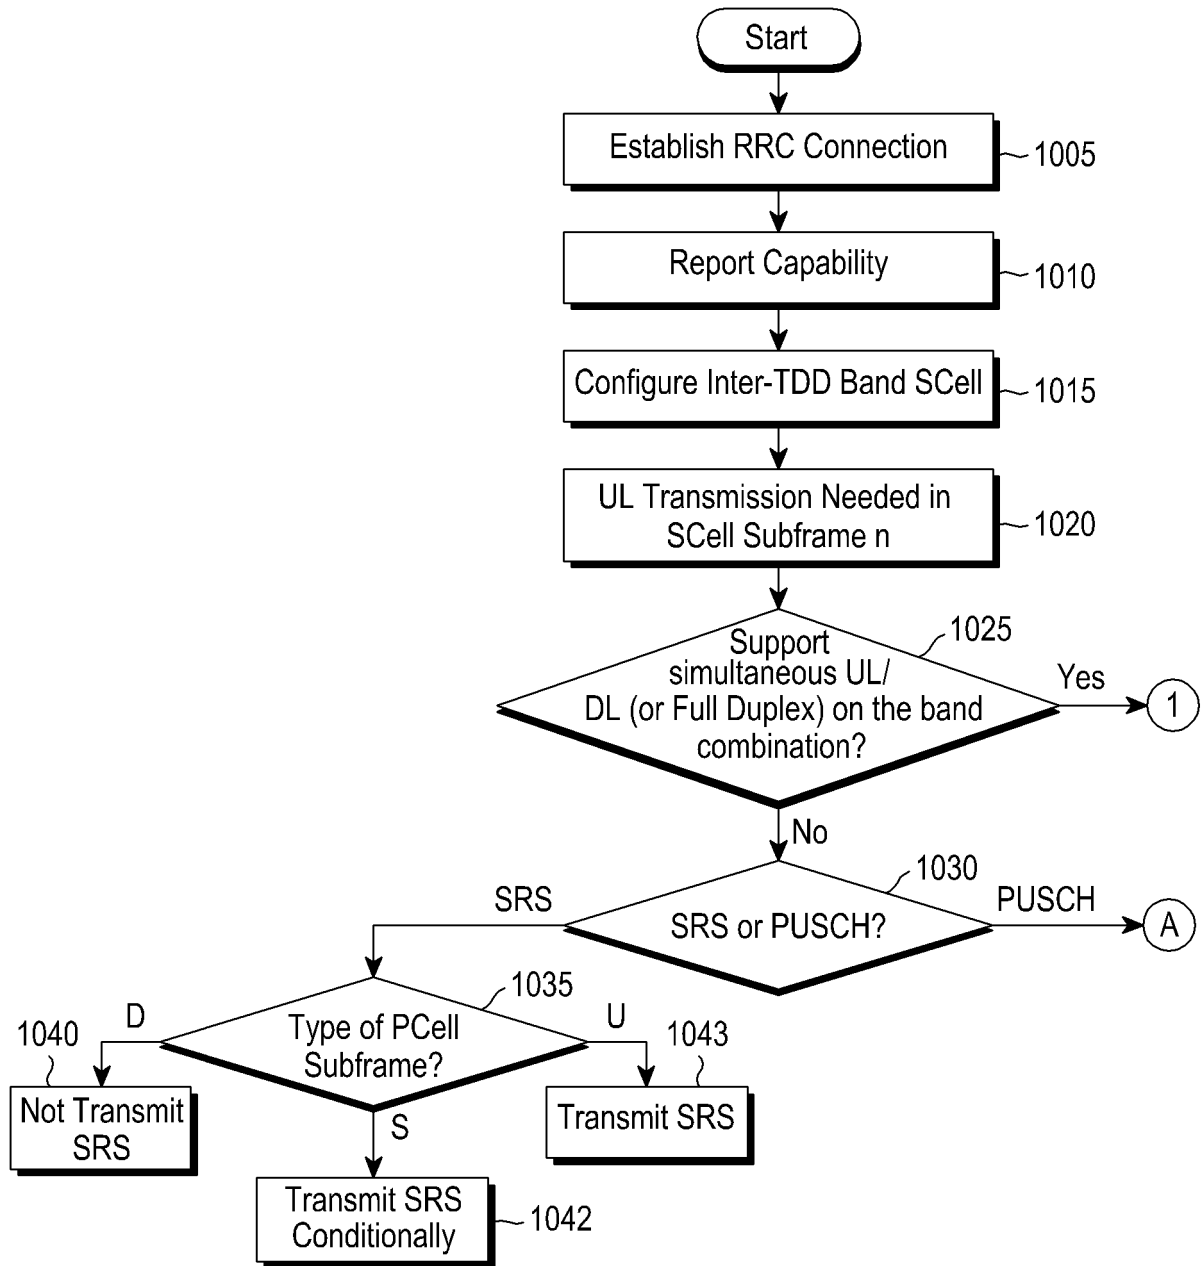 Start
Establish RRC Connection
1005
Report Capability
1010
Configure Inter-TDD Band SCell
1015
UL Transmission Needed in
SCell Subframe n
1020
1025
Support
simultaneous UL/
DL (or Full Duplex) on the band
combination?
Yes
1
No
1030
SRS
SRS or PUSCH?
PUSCH
A
1035
D
Type of PCell
Subframe?
U
1040
1043
Not Transmit
SRS
S
Transmit SRS
Transmit SRS
Conditionally
1042